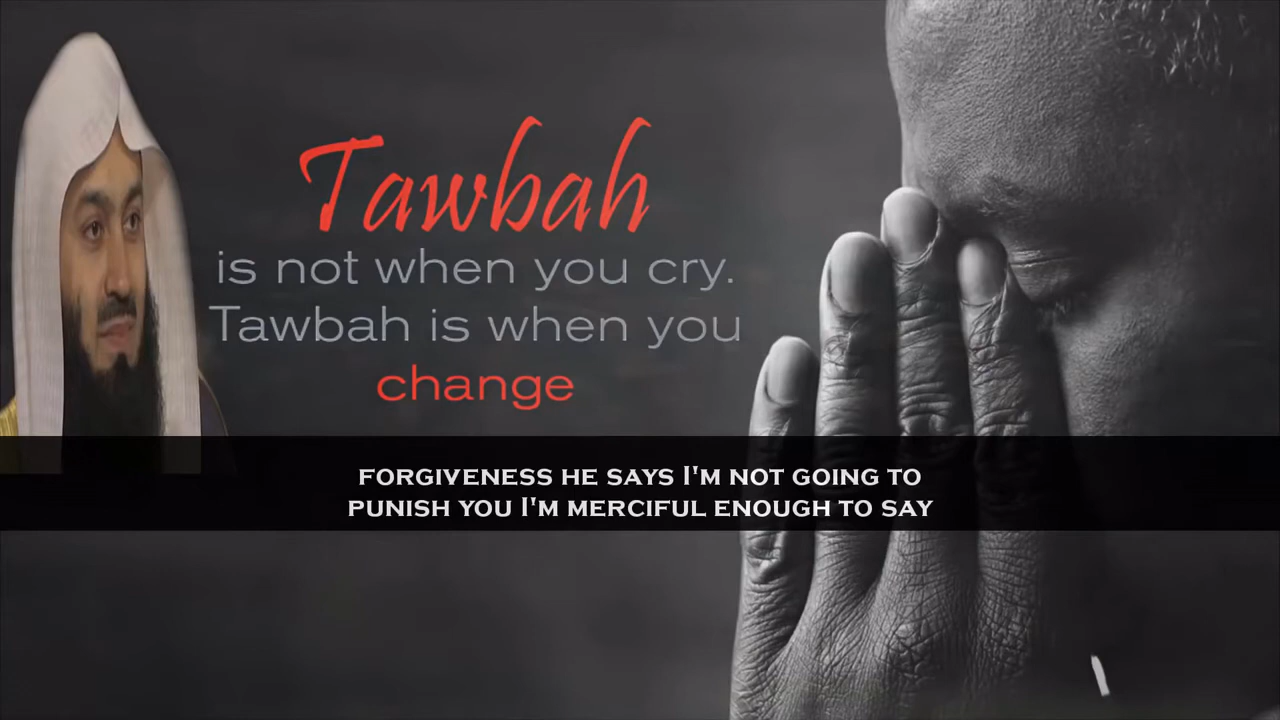 Tawbah
is not when you cry.
Tawbah is when you
change
FORGIVENESS HE SAYS I'M NOT GOING TO
PUNISH YOU I'M MERCIFUL ENOUGH TO SAY